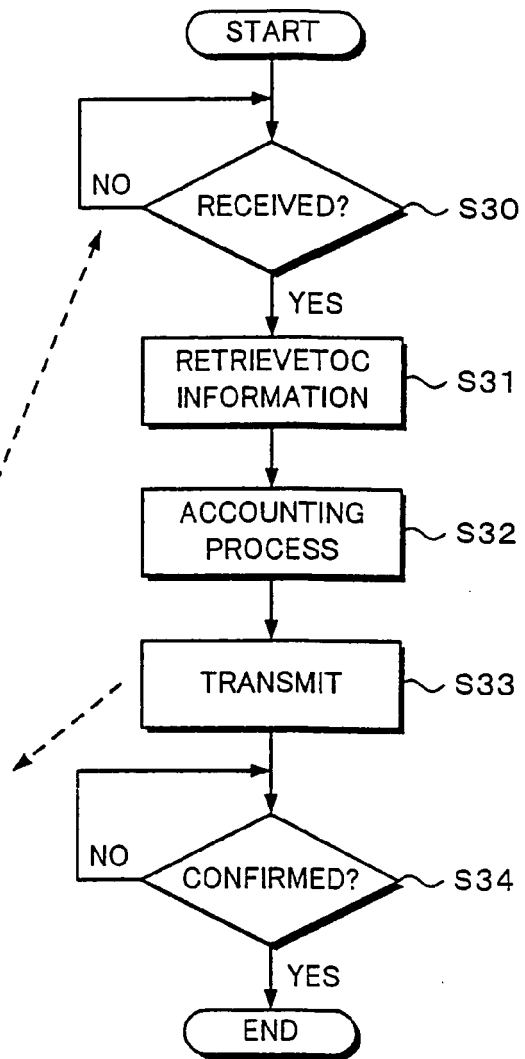 START
NO
RECEIVED?
S30
YES
RETRIEVETOC
INFORMATION
S31
ACCOUNTING
PROCESS
S32
TRANSMIT
S33
NO
CONFIRMED?
S34
YES
END